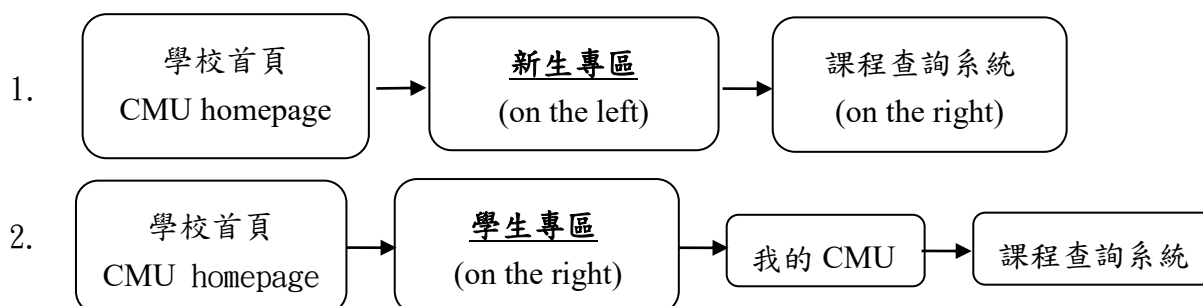 1.
學校首頁
CMU homepage
新生專區
(on the left)
課程查詢系統
(on the right)
2.
學校首頁
CMU homepage
學生專區
(on the right)
我的 CMU
課程查詢系統